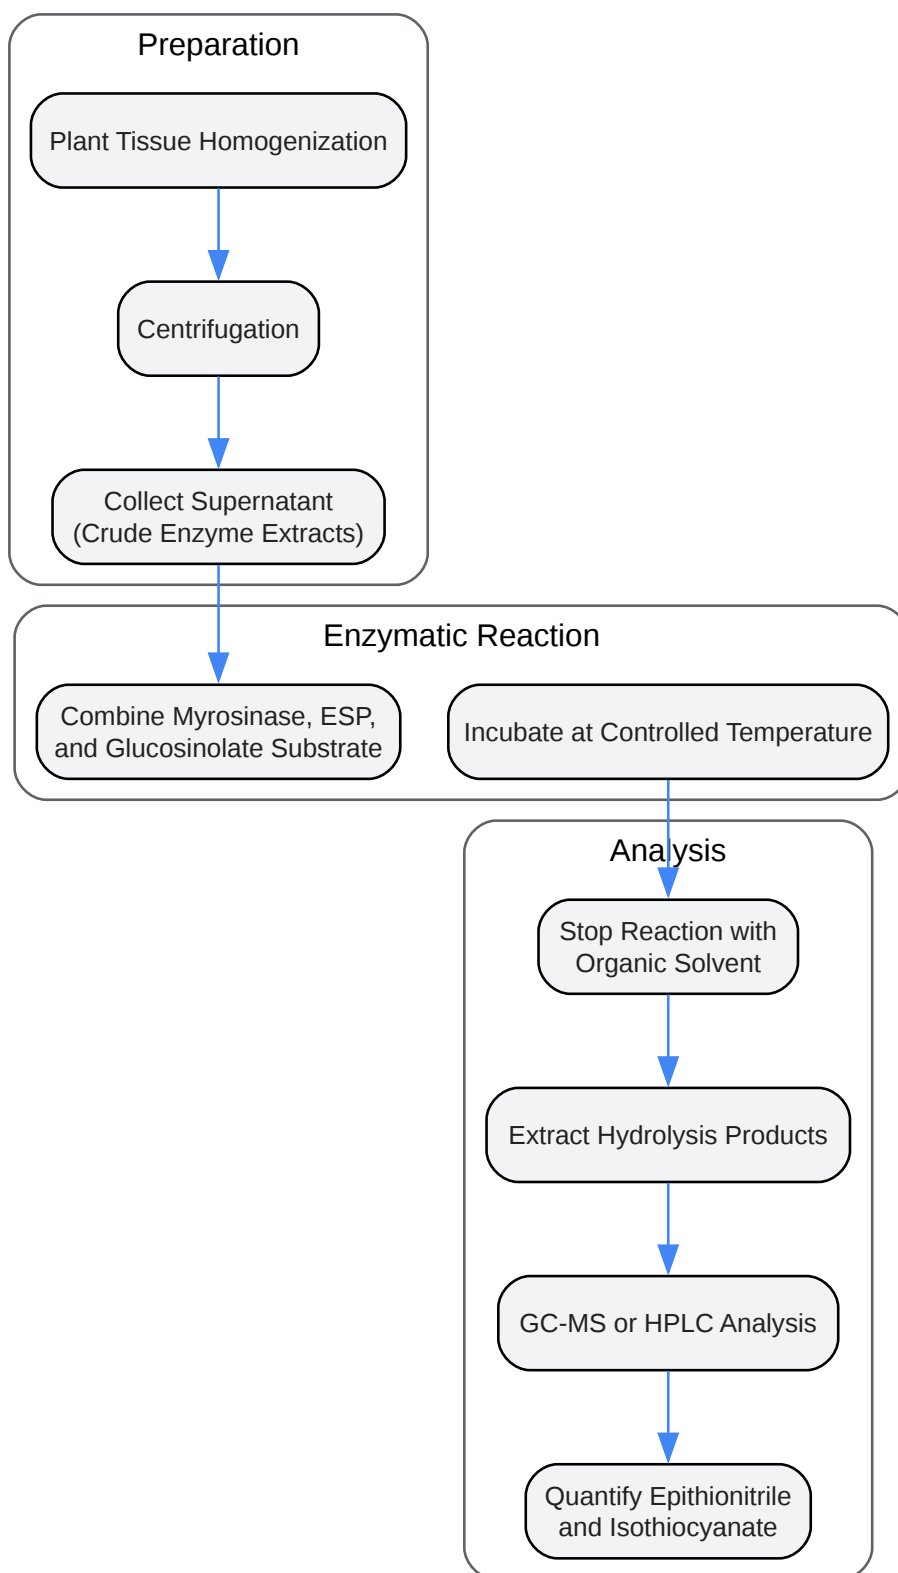 Preparation
Plant Tissue Homogenization
Centrifugation
Collect Supernatant
(Crude Enzyme Extracts)
Enzymatic Reaction
Combine Myrosinase, ESP,
and Glucosinolate Substrate
Incubate at Controlled Temperature
Analysis
Stop Reaction with
Organic Solvent
Extract Hydrolysis Products
GC-MS or HPLC Analysis
Quantify Epithionitrile
and Isothiocyanate